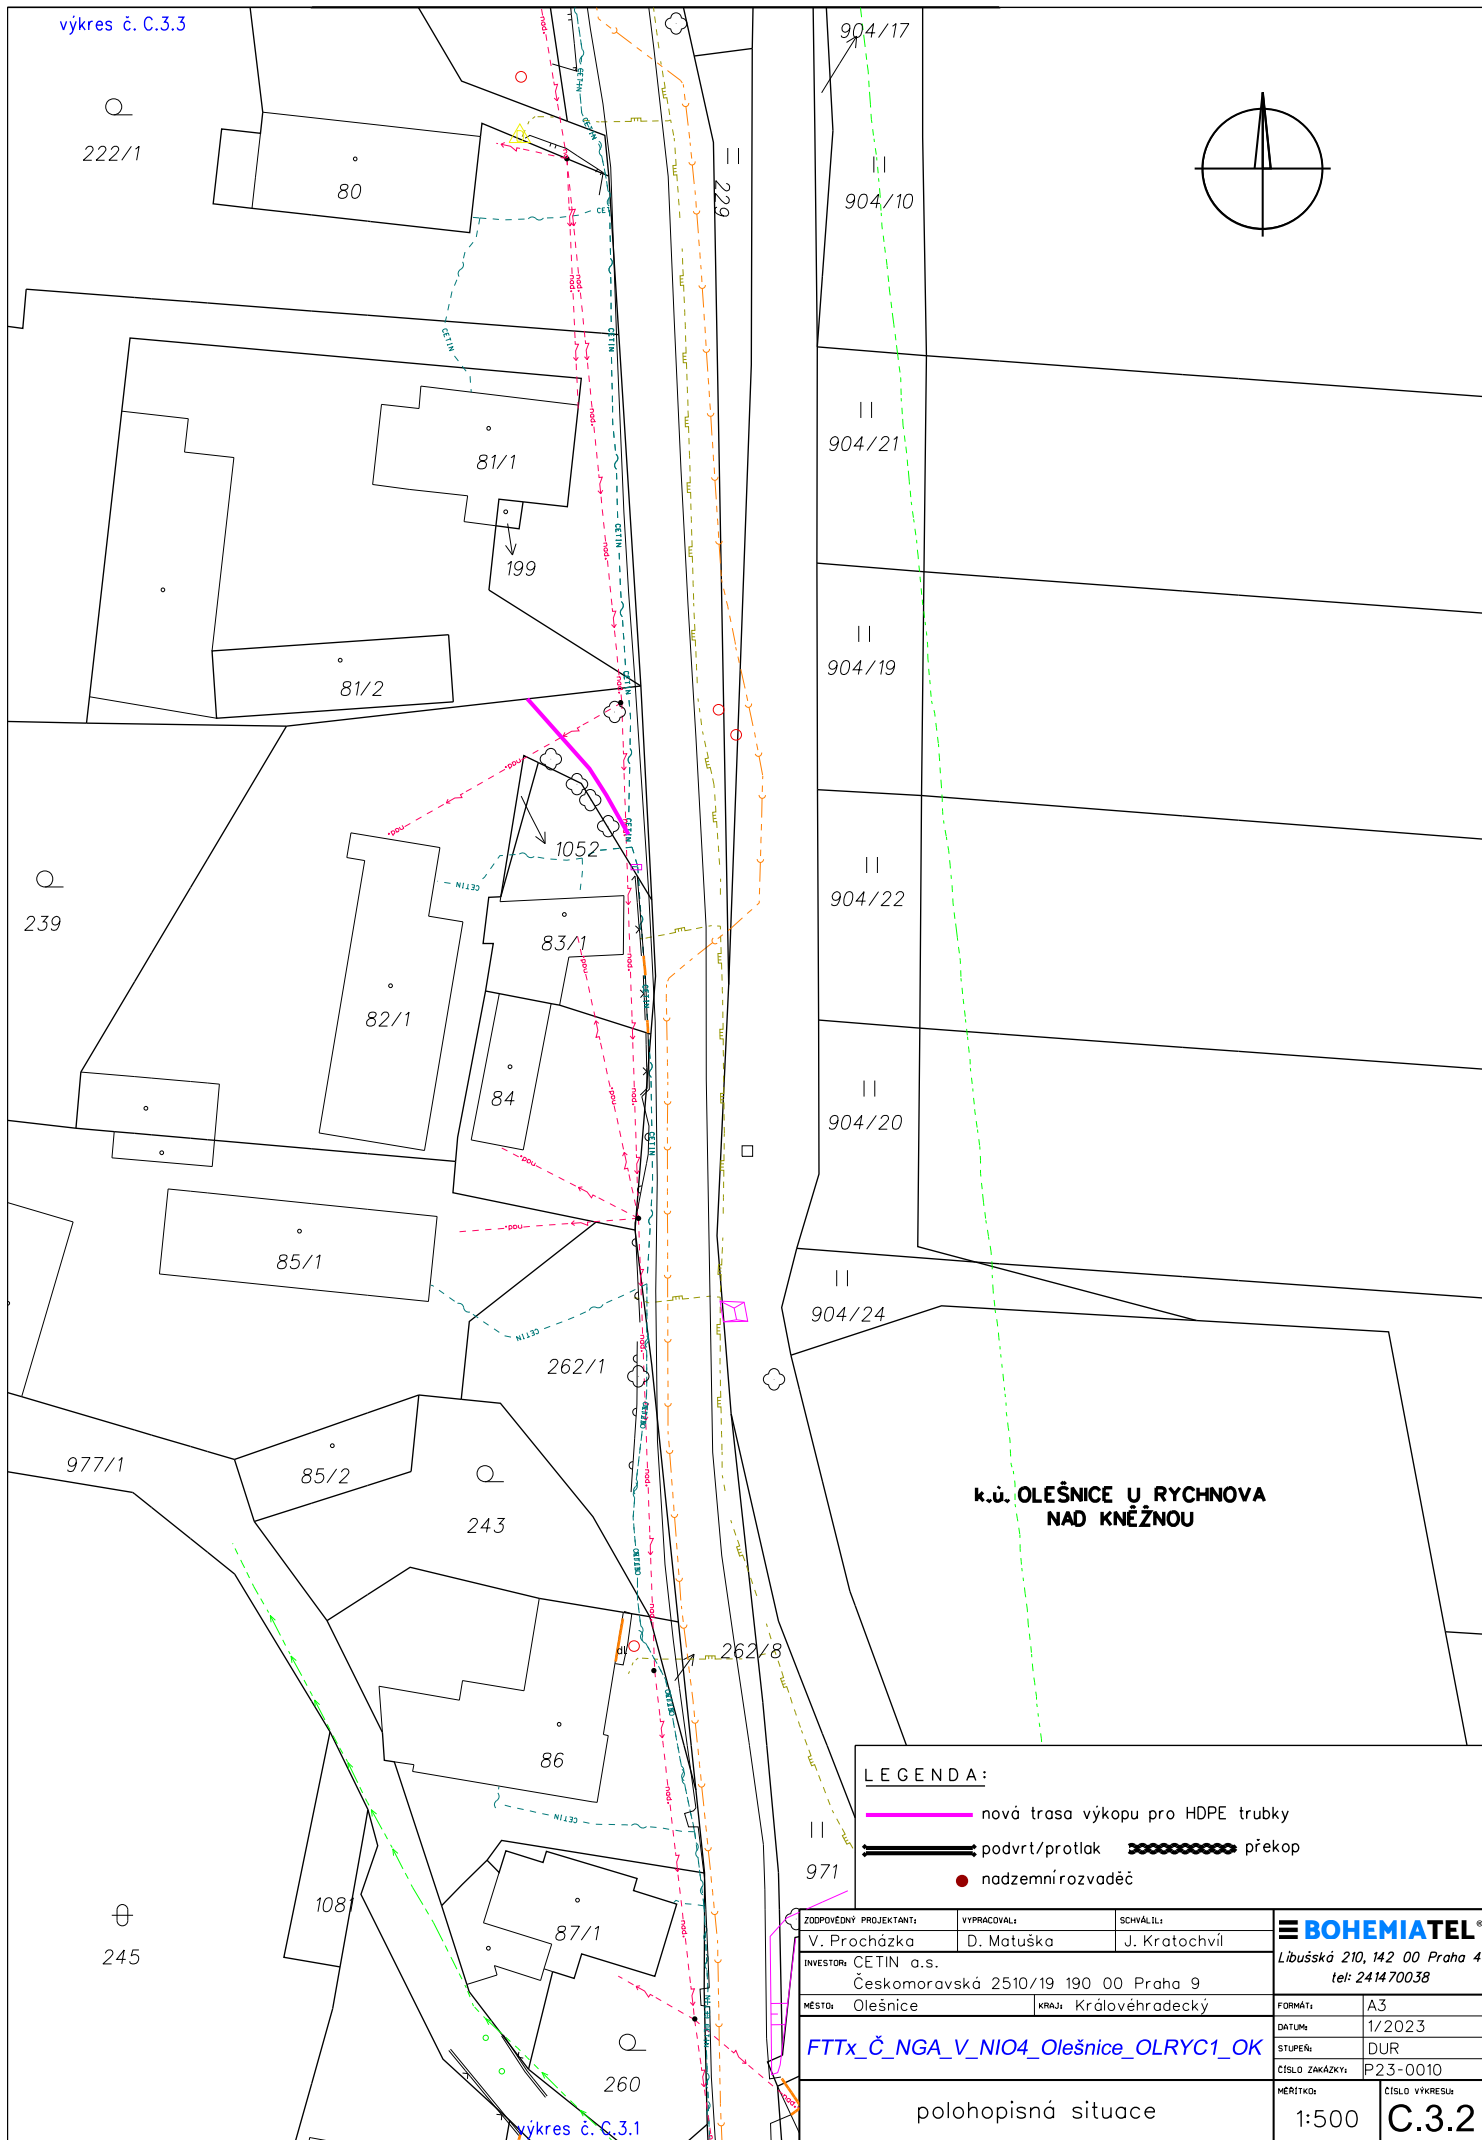 výkres č. C.3.3
904/17
222/1
80
229
904/10
CETIN
nad.
81/1
904/21
199
904/19
81/2
1052
239
904/22
83/1
82/1
84
904/20
85/1
904/24
262/1
977/1
85/2
243
k.ú. OLEŠNICE U RYCHNOVA
NAD KNĚŽNOU
262/8
dl.
86
971
1081
87/1
245
260
výkres č. C.3.1
LEGENDA:
nová trasa výkopu pro HDPE trubky
podvrt/protlak
překop
nadzemní rozvaděč
ZODPOVĚDNÝ PROJEKTANT:
V. Procházka
VYPRACOVAL:
D. Matuška
SCHVÁLIL:
J. Kratochvíl
INVESTOR: CETIN a.s.
Českomoravská 2510/19 190 00 Praha 9
MĚSTO: Olešnice
KRAJ: Královéhradecký
FTTx_Č_NGA_V_NIO4_Olešnice_OLRYC1_OK
polohopisná situace
BOHEMIATEL®
Libušská 210, 142 00 Praha 4
tel: 241470038
FORMÁT: A3
DATUM: 1/2023
STUPEŇ: DUR
ČÍSLO ZAKÁZKY: P23-0010
MĚŘÍTKO:
1:500
ČÍSLO VÝKRESU:
C.3.2